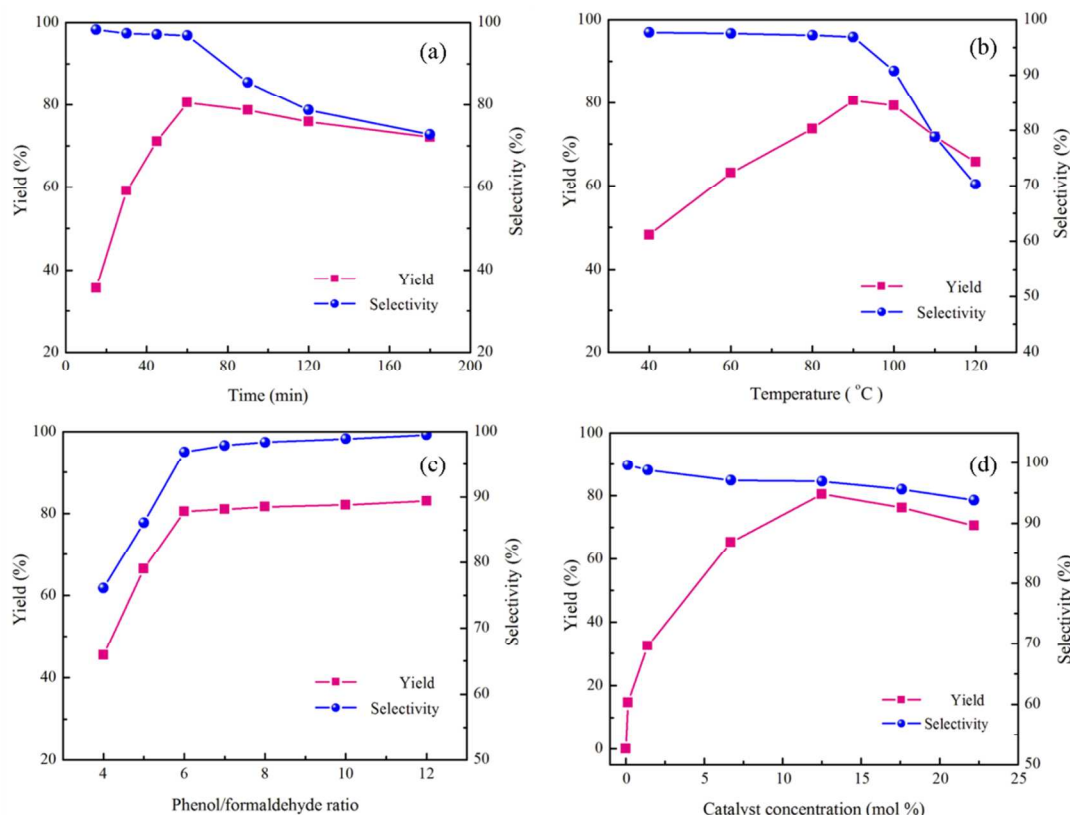 (a)
100
80
60
40
20
Yield (%)
100
80
60
40
20
Selectivity (%)
Yield
Selectivity
0 40 80 120 160 200
Time (min)
(b)
100
80
60
40
20
Yield (%)
100
90
80
70
60
50
40
Selectivity (%)
Yield
Selectivity
40 60 80 100 120
Temperature ( °C )
(c)
100
80
60
40
20
Yield (%)
100
90
80
70
60
50
Selectivity (%)
Yield
Selectivity
4 6 8 10 12
Phenol/formaldehyde ratio
(d)
100
80
60
40
20
0
Yield (%)
100
90
80
70
60
50
Selectivity (%)
Yield
Selectivity
0 5 10 15 20 25
Catalyst concentration (mol %)